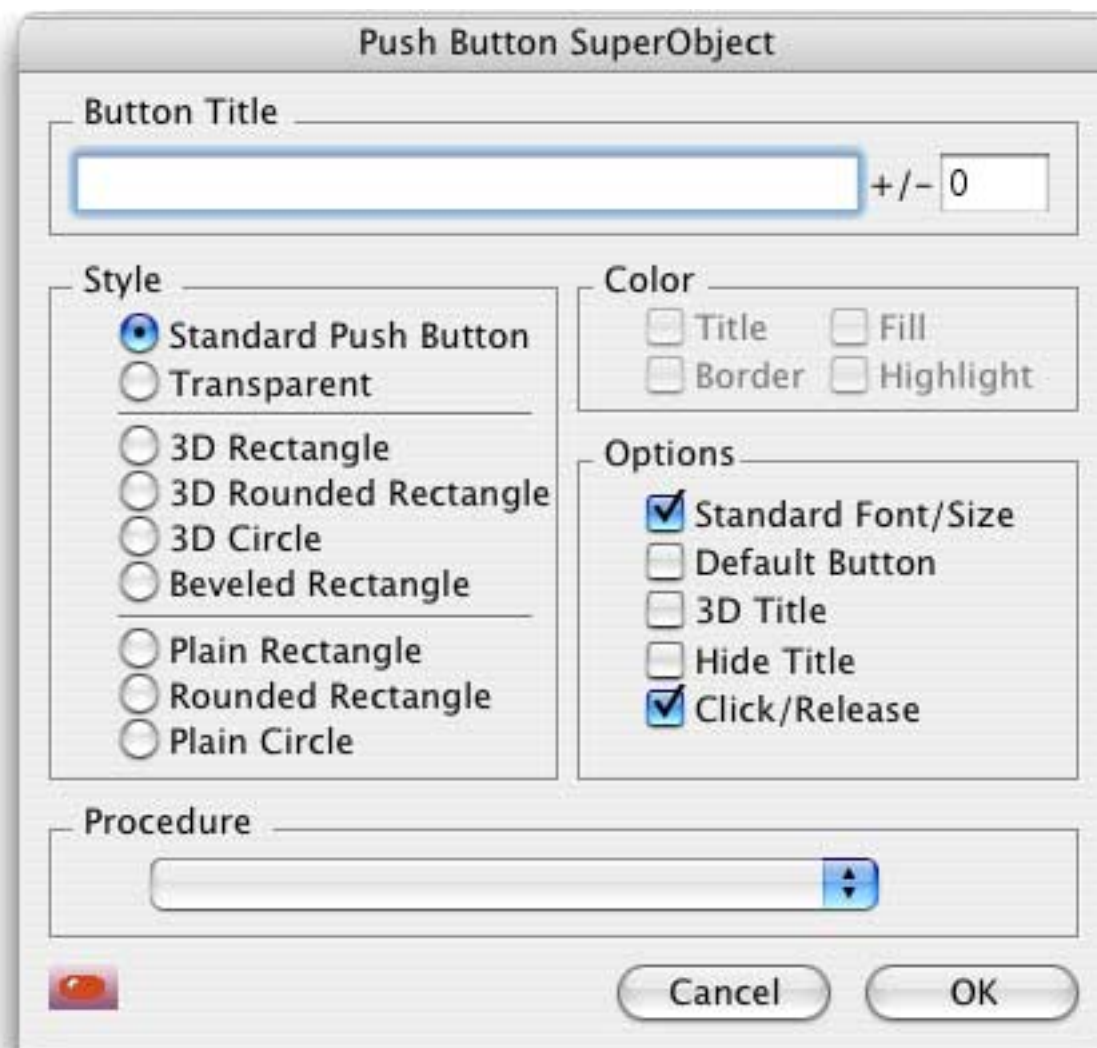 Push Button SuperObject
Button Title
+/- 0
Style
Standard Push Button
Transparent
3D Rectangle
3D Rounded Rectangle
3D Circle
Beveled Rectangle
Plain Rectangle
Rounded Rectangle
Plain Circle
Color
Title Fill
Border Highlight
Options
Standard Font/Size
Default Button
3D Title
Hide Title
Click/Release
Procedure
Cancel OK